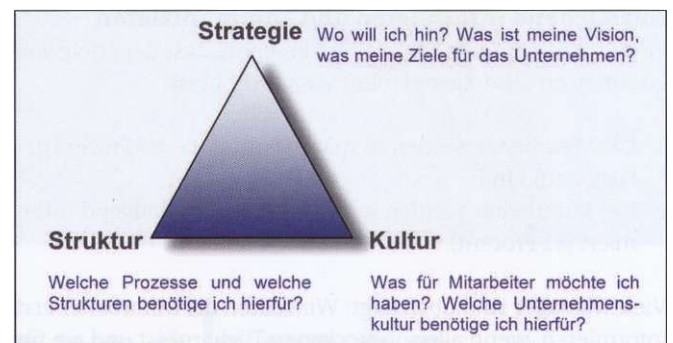 Strategie
Wo will ich hin? Was ist meine Vision,
was meine Ziele für das Unternehmen?
Struktur
Kultur
Welche Prozesse und welche
Strukturen benötige ich hierfür?
Was für Mitarbeiter möchte ich
haben? Welche Unternehmens-
kultur benötige ich hierfür?